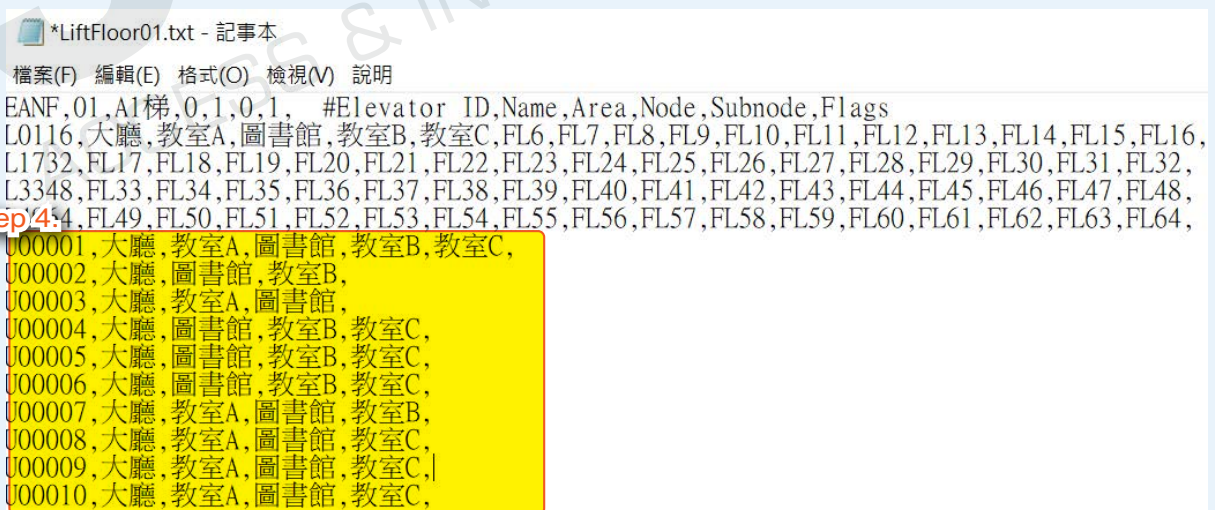 *LiftFloor01.txt - 記事本
檔案(F) 編輯(E) 格式(O) 檢視(V) 說明
EANF,01,A1梯,0,1,0,1, #Elevator ID,Name,Area,Node,Subnode,Flags
L0116,大廳,教室A,圖書館,教室B,教室C,FL6,FL7,FL8,FL9,FL10,FL11,FL12,FL13,FL14,FL15,FL16,
L1732,FL17,FL18,FL19,FL20,FL21,FL22,FL23,FL24,FL25,FL26,FL27,FL28,FL29,FL30,FL31,FL32,
L3348,FL33,FL34,FL35,FL36,FL37,FL38,FL39,FL40,FL41,FL42,FL43,FL44,FL45,FL46,FL47,FL48,
ep 4. 4,FL49,FL50,FL51,FL52,FL53,FL54,FL55,FL56,FL57,FL58,FL59,FL60,FL61,FL62,FL63,FL64,
U00001,大廳,教室A,圖書館,教室B,教室C,
U00002,大廳,圖書館,教室B,
U00003,大廳,教室A,圖書館,
U00004,大廳,圖書館,教室B,教室C,
U00005,大廳,圖書館,教室B,教室C,
U00006,大廳,圖書館,教室B,教室C,
U00007,大廳,教室A,圖書館,教室B,
U00008,大廳,教室A,圖書館,教室C,
U00009,大廳,教室A,圖書館,教室C,
U00010,大廳,教室A,圖書館,教室C,